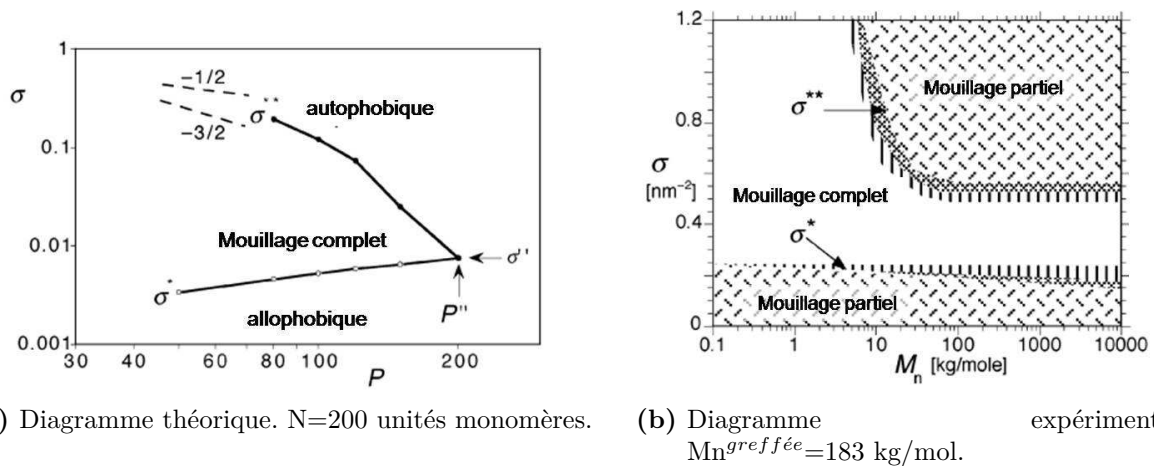 1
σ
0.1
0.01
0.001
−1/2
−3/2
σ**
autophobique
Mouillage complet
σ*
allophobique
σ''
P''
30
40
60
80
100
200
P
) Diagramme théorique. N=200 unités monomères.
1.2
0.8
σ
[nm⁻²]
0.4
0
Mouillage partiel
σ**
Mouillage complet
σ*
Mouillage partiel
0.1
1
10
100
1000
10000
Mₙ [kg/mole]
(b) Diagramme expériment
Mn^greffée=183 kg/mol.